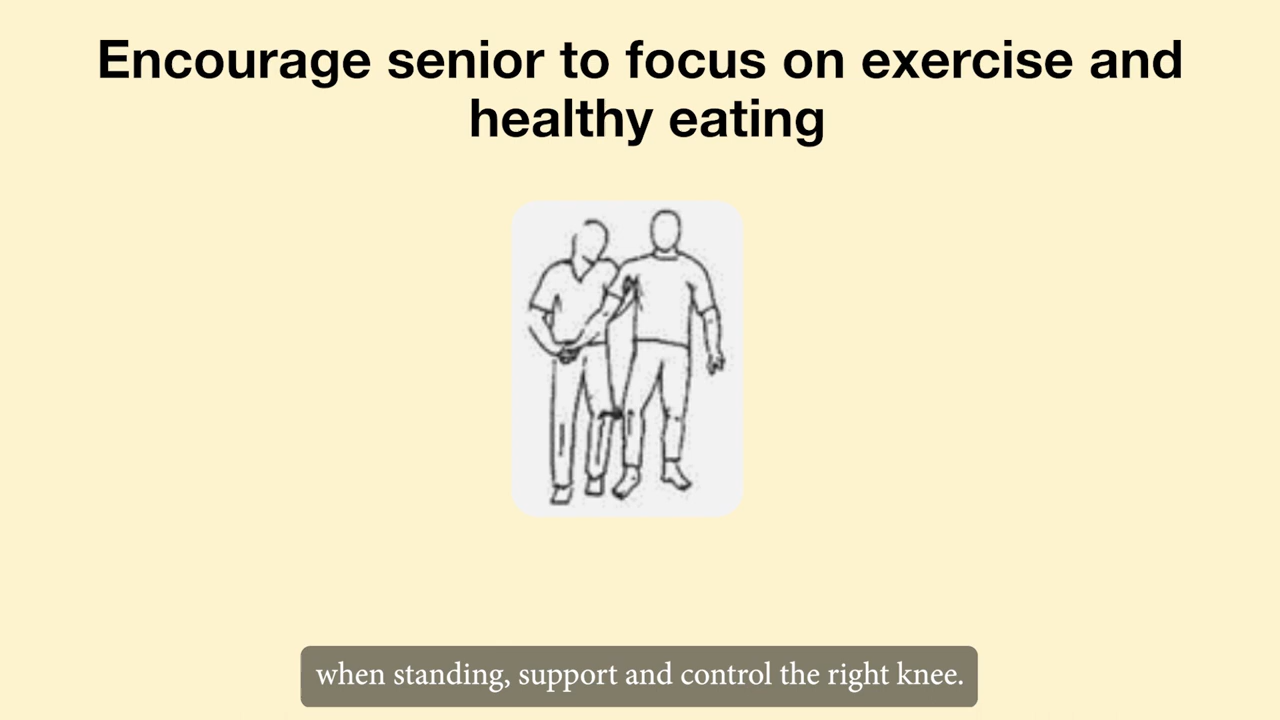 Encourage senior to focus on exercise and
healthy eating
when standing, support and control the right knee.